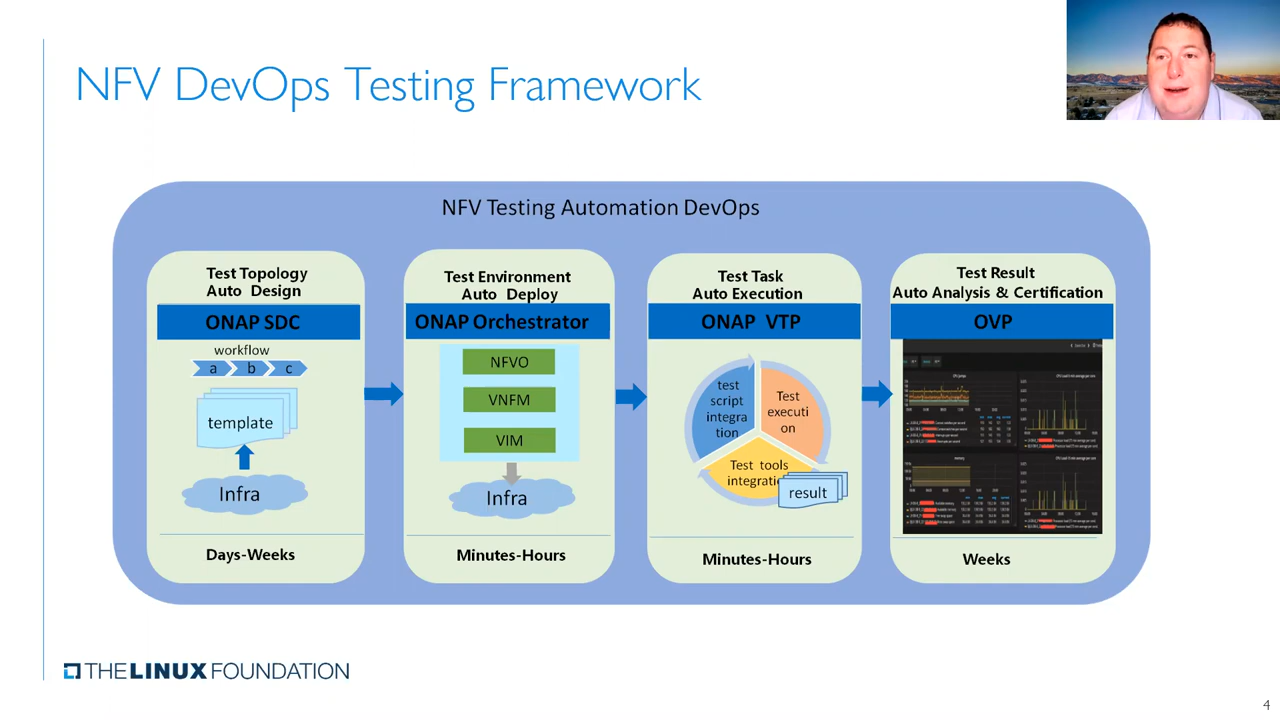 NFV DevOps Testing Framework
NFV Testing Automation DevOps
Test Topology
Auto Design
ONAP SDC
workflow
a b c
template
Infra
Days-Weeks
Test Environment
Auto Deploy
ONAP Orchestrator
NFVO
VNFM
VIM
Infra
Minutes-Hours
Test Task
Auto Execution
ONAP VTP
test
script
integra
tion
Test
executi
on
Test tools
integrati
result
Minutes-Hours
Test Result
Auto Analysis & Certification
OVP
memory
Weeks
THE LINUX FOUNDATION
4